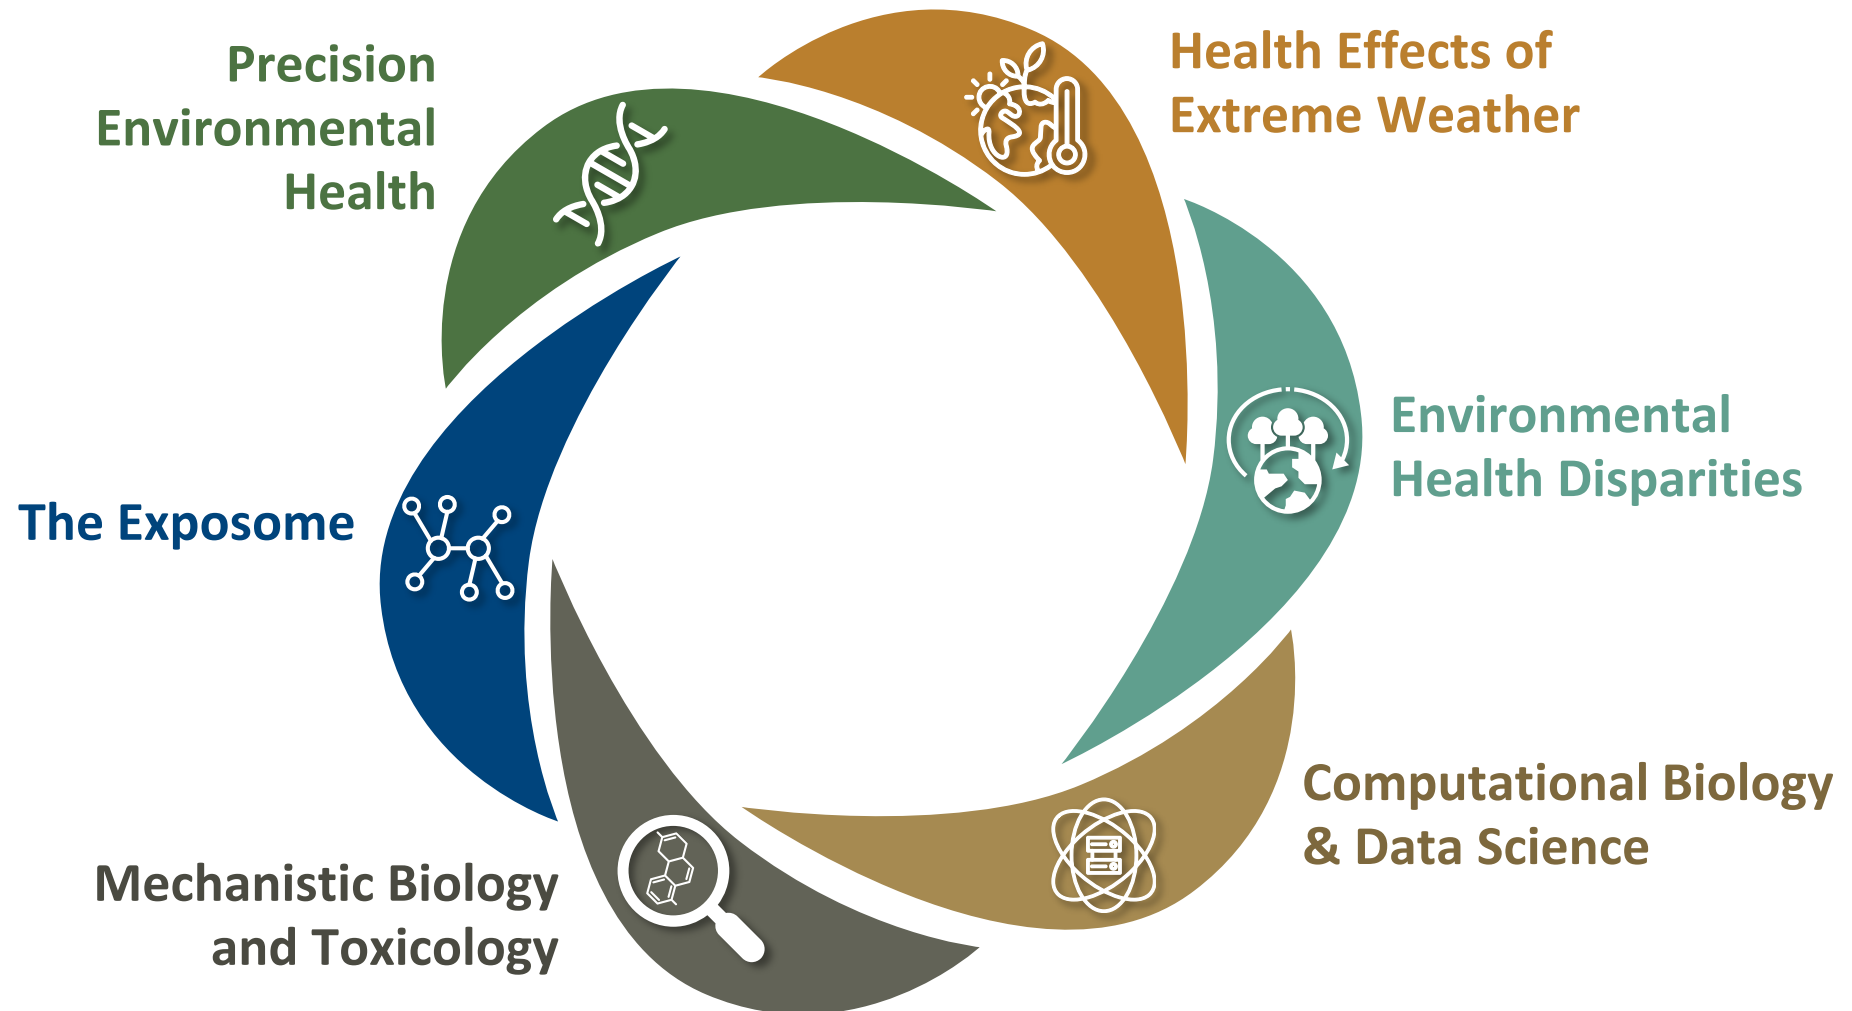 Precision
Environmental
Health
Health Effects of
Extreme Weather
Environmental
Health Disparities
The Exposome
Computational Biology
& Data Science
Mechanistic Biology
and Toxicology